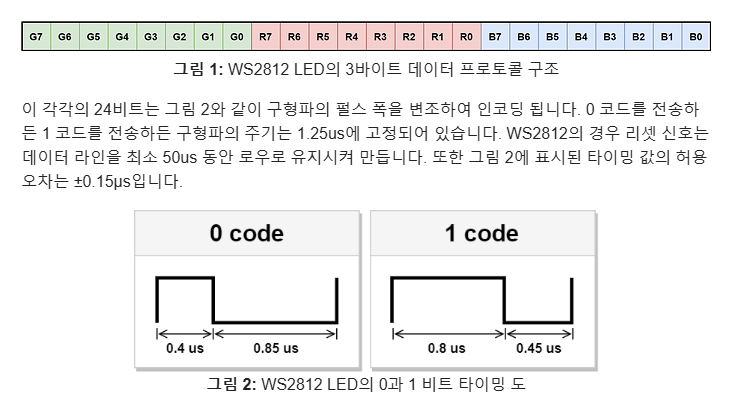 G7 G6 G5 G4 G3 G2 G1 G0 R7 R6 R5 R4 R3 R2 R1 R0 B7 B6 B5 B4 B3 B2 B1 B0
그림 1: WS2812 LED의 3바이트 데이터 프로토콜 구조
이 각각의 24비트는 그림 2와 같이 구형파의 펄스 폭을 변조하여 인코딩 됩니다. 0 코드를 전송하
든 1 코드를 전송하든 구형파의 주기는 1.25us에 고정되어 있습니다. WS2812의 경우 리셋 신호는
데이터 라인을 최소 50us 동안 로우로 유지시켜 만듭니다. 또한 그림 2에 표시된 타이밍 값의 허용
오차는 ±0.15µs입니다.
0 code 1 code
0.4 us 0.85 us 0.8 us 0.45 us
그림 2: WS2812 LED의 0과 1 비트 타이밍 도